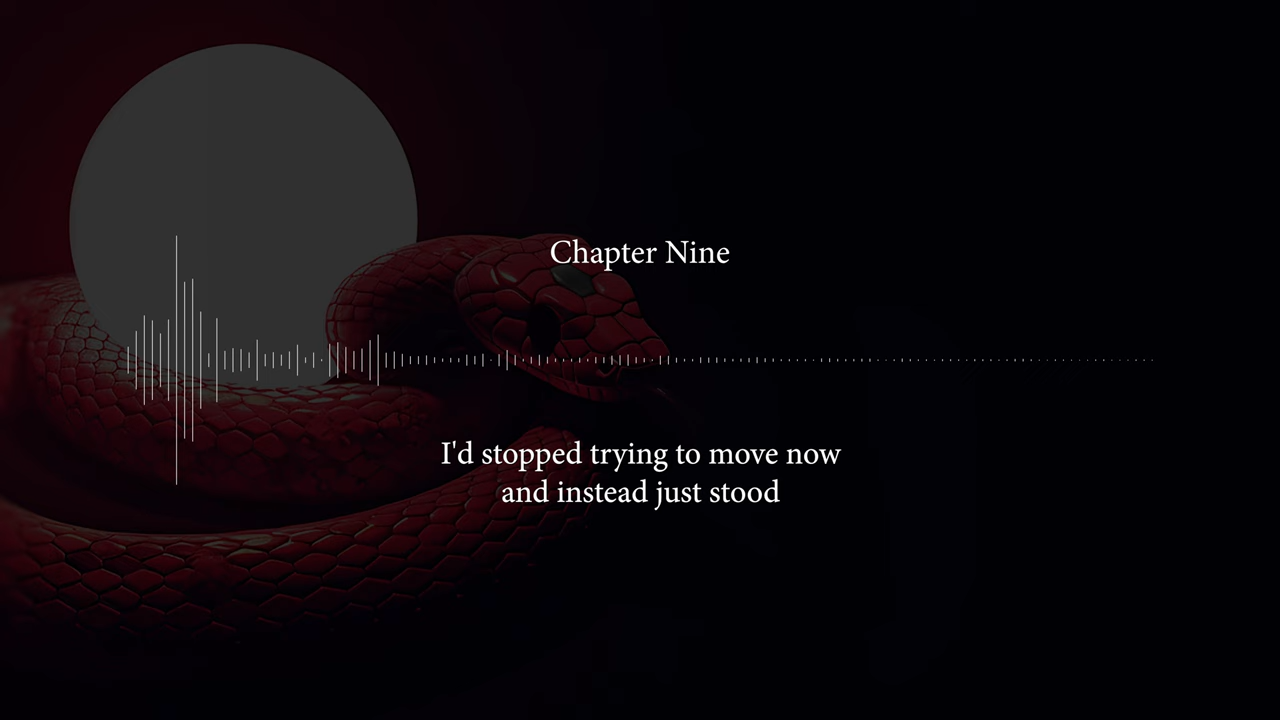 Chapter Nine
I'd stopped trying to move now
and instead just stood